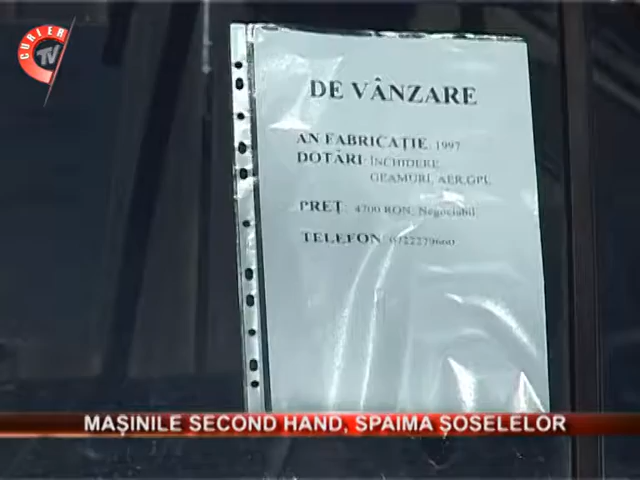 CURIER
TV
DE VÂNZARE
AN FABRICAȚIE: 1997
DOTĂRI: ÎNCHIDERE,
GEAMURI, AER,GPL
PREȚ: 4700 RON, Negociabil
TELEFON:
MAȘINILE SECOND HAND, SPAIMA ȘOSELELOR